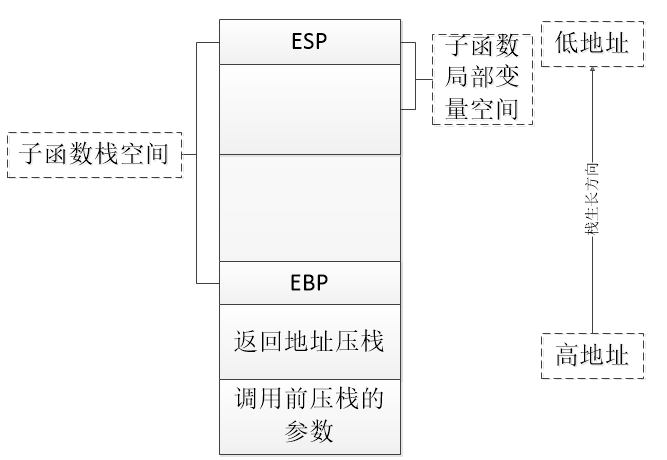 ESP
子函数
局部变
量空间
低地址
子函数栈空间
栈生长方向
EBP
返回地址压栈
高地址
调用前压栈的
参数